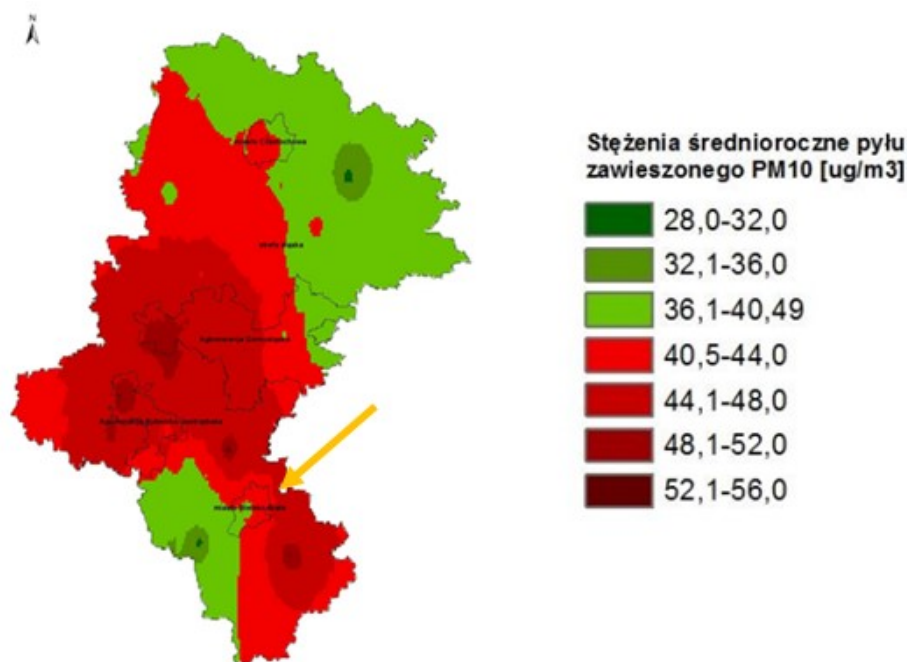 N
Stężenia średnioroczne pyłu
zawieszonego PM10 [ug/m3]
28,0-32,0
32,1-36,0
36,1-40,49
40,5-44,0
44,1-48,0
48,1-52,0
52,1-56,0